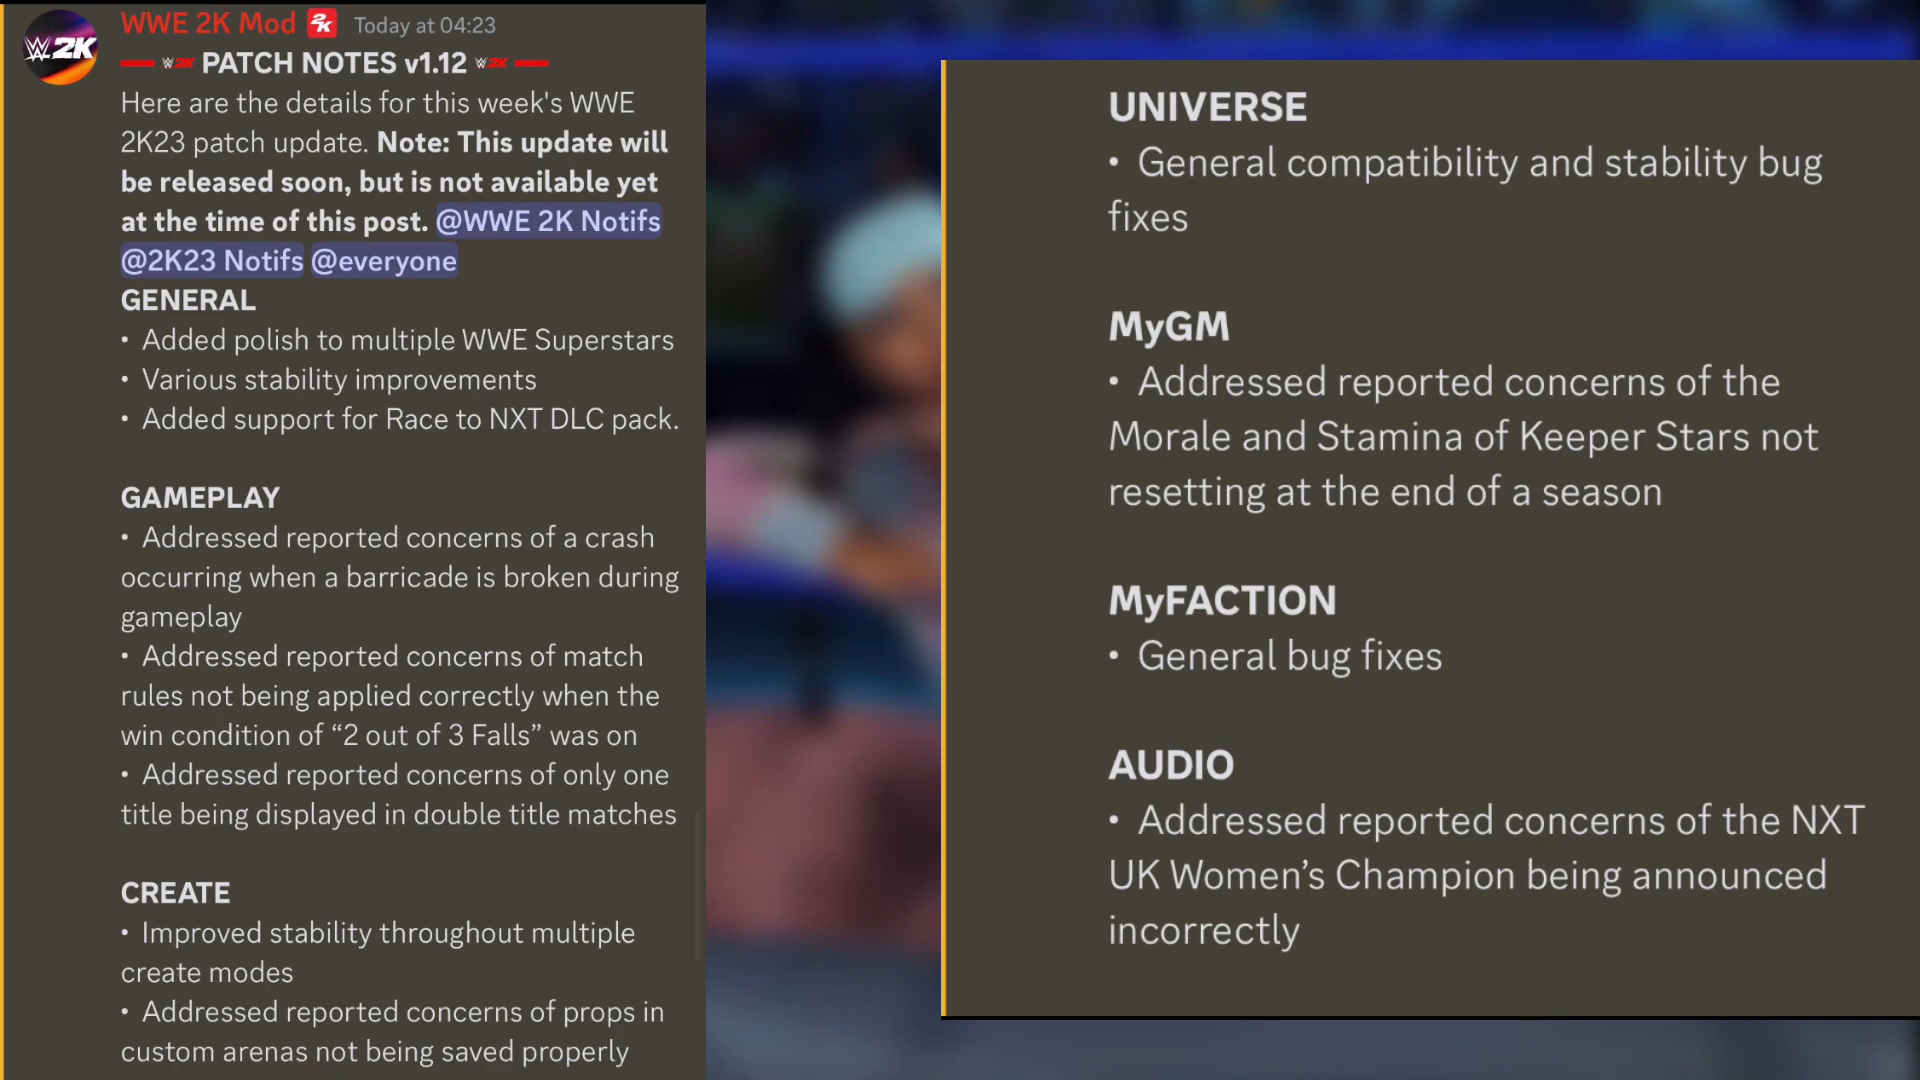 W 2K
WWE 2K Mod 2K Today at 04:23
W 2K PATCH NOTES v1.12 W 2K
Here are the details for this week's WWE
2K23 patch update. Note: This update will
be released soon, but is not available yet
at the time of this post. @WWE 2K Notifs
@2K23 Notifs @everyone
GENERAL
• Added polish to multiple WWE Superstars
• Various stability improvements
• Added support for Race to NXT DLC pack.
GAMEPLAY
• Addressed reported concerns of a crash
occurring when a barricade is broken during
gameplay
• Addressed reported concerns of match
rules not being applied correctly when the
win condition of “2 out of 3 Falls” was on
• Addressed reported concerns of only one
title being displayed in double title matches
CREATE
• Improved stability throughout multiple
create modes
• Addressed reported concerns of props in
custom arenas not being saved properly
UNIVERSE
• General compatibility and stability bug
fixes
MyGM
• Addressed reported concerns of the
Morale and Stamina of Keeper Stars not
resetting at the end of a season
MyFACTION
• General bug fixes
AUDIO
• Addressed reported concerns of the NXT
UK Women’s Champion being announced
incorrectly